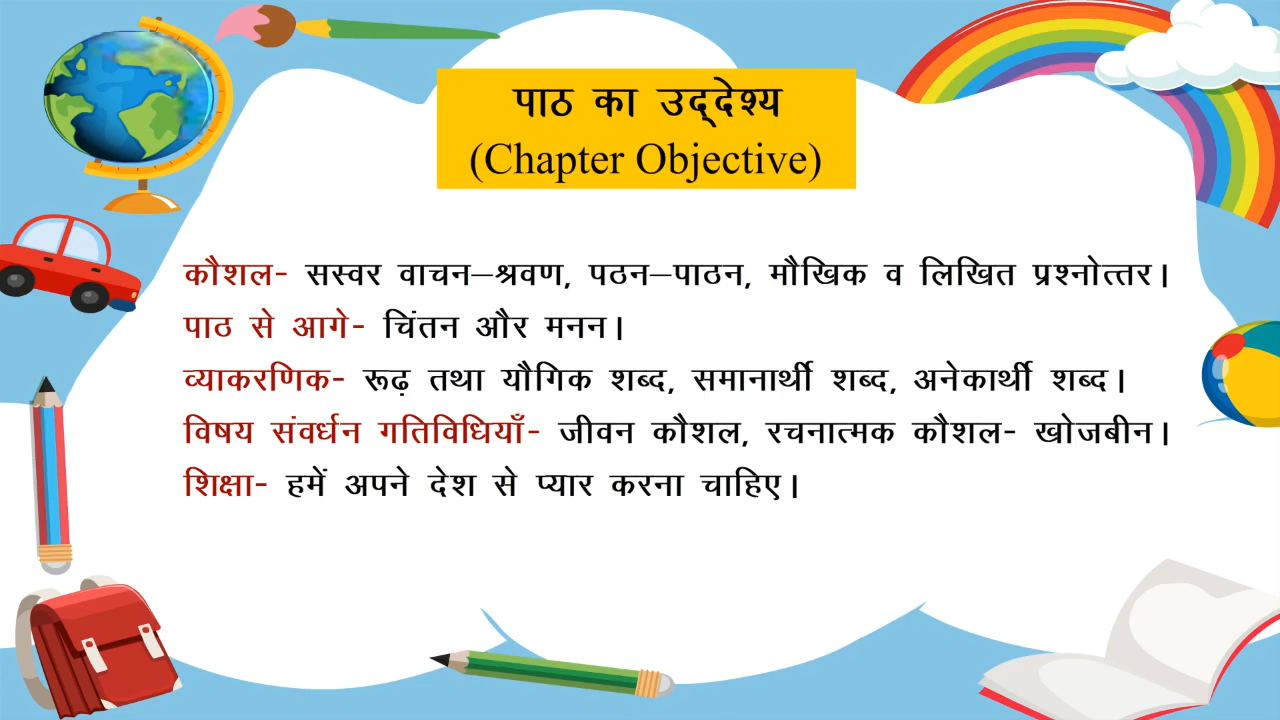 पाठ का उद्‌देश्य
(Chapter Objective)
कौशल- सस्वर वाचन–श्रवण, पठन–पाठन, मौखिक व लिखित प्रश्नोत्तर।
पाठ से आगे- चिंतन और मनन।
व्याकरणिक- रूढ़ तथा यौगिक शब्द, समानार्थी शब्द, अनेकार्थी शब्द।
विषय संवर्धन गतिविधियाँ- जीवन कौशल, रचनात्मक कौशल- खोजबीन।
शिक्षा- हमें अपने देश से प्यार करना चाहिए।